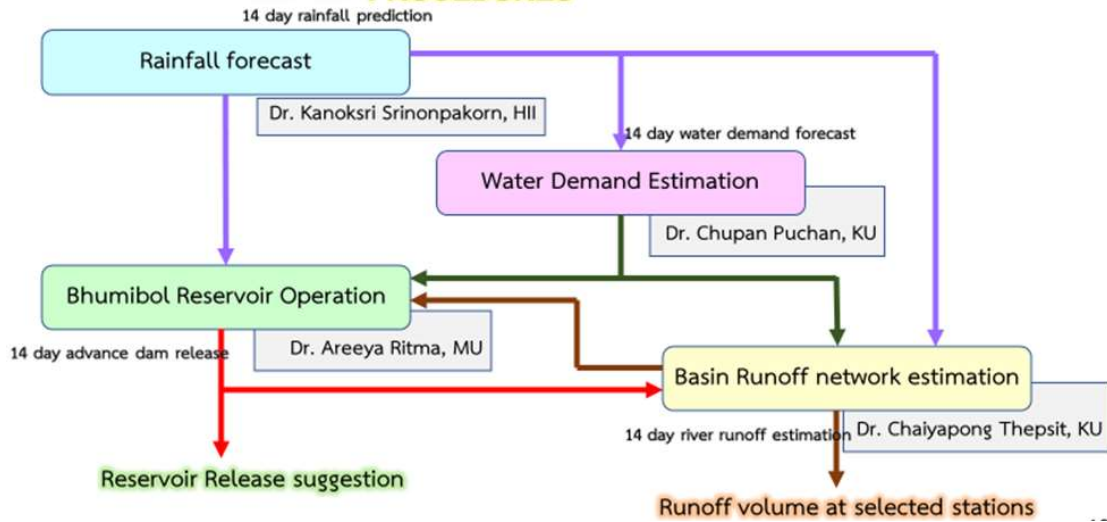 14 day rainfall prediction
Rainfall forecast
Dr. Kanoksri Srinonpakorn, HII
14 day water demand forecast
Water Demand Estimation
Dr. Chupan Puchan, KU
Bhumibol Reservoir Operation
14 day advance dam release
Dr. Areeya Ritma, MU
Basin Runoff network estimation
14 day river runoff estimation
Dr. Chaiyapong Thepsit, KU
Reservoir Release suggestion
Runoff volume at selected stations